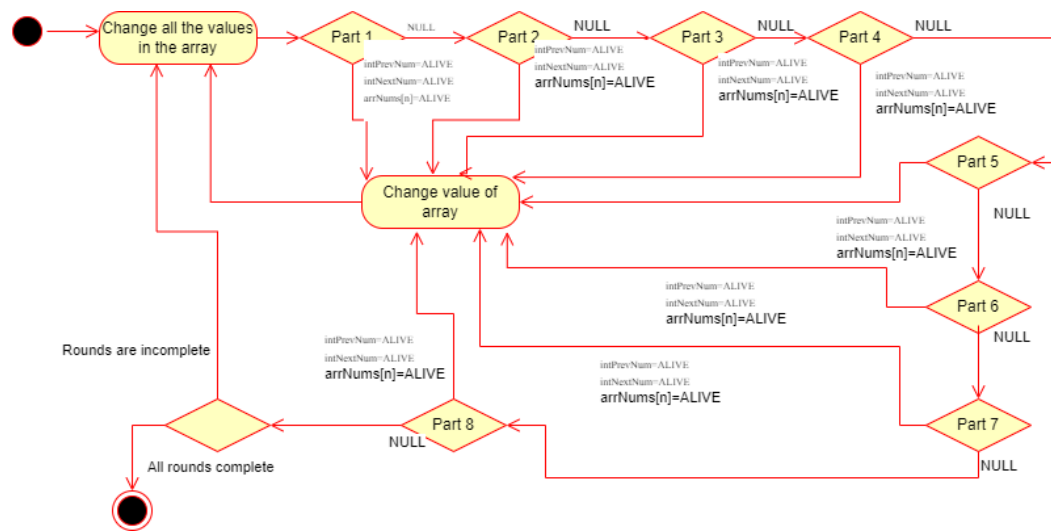 Change all the values
in the array
Part 1
NULL
intPrevNum=ALIVE
intNextNum=ALIVE
arrNums[n]=ALIVE
Part 2
NULL
intPrevNum=ALIVE
intNextNum=ALIVE
arrNums[n]=ALIVE
Part 3
NULL
intPrevNum=ALIVE
intNextNum=ALIVE
arrNums[n]=ALIVE
Part 4
NULL
intPrevNum=ALIVE
intNextNum=ALIVE
arrNums[n]=ALIVE
Part 5
NULL
Change value of
array
intPrevNum=ALIVE
intNextNum=ALIVE
arrNums[n]=ALIVE
Part 6
NULL
intPrevNum=ALIVE
intNextNum=ALIVE
arrNums[n]=ALIVE
Part 7
NULL
intPrevNum=ALIVE
intNextNum=ALIVE
arrNums[n]=ALIVE
Part 8
NULL
intPrevNum=ALIVE
intNextNum=ALIVE
arrNums[n]=ALIVE
Rounds are incomplete
All rounds complete